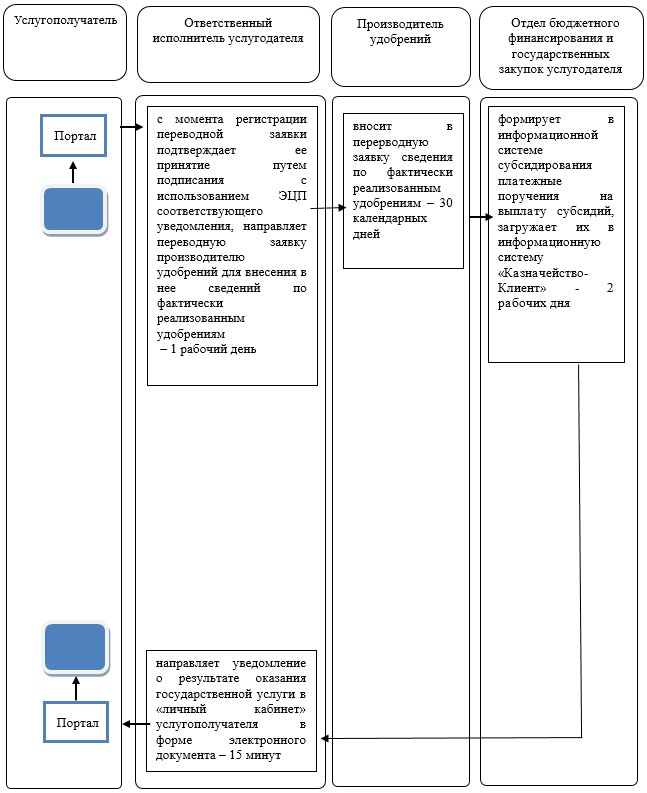 Услугополучатель
Ответственный
исполнитель услугодателя
Производитель
удобрений
Отдел бюджетного
финансирования и
государственных
закупок услугодателя
Портал
с момента регистрации
переводной заявки
подтверждает ее
принятие путем
подписания с
использованием ЭЦП
соответствующего
уведомления, направляет
переводную заявку
производителю
удобрений для внесения в
нее сведений по
фактически
реализованным
удобрениям
– 1 рабочий день
вносит в
перерводную
заявку сведения
по фактически
реализованным
удобрениям – 30
календарных
дней
формирует в
информационной
системе
субсидирования
платежные
поручения на
выплату субсидий,
загружает их в
информационную
систему
«Казначейство-
Клиент» - 2
рабочих дня
направляет уведомление
о результате оказания
государственной услуги в
«личный кабинет»
услугополучателя в
форме электронного
документа – 15 минут
Портал